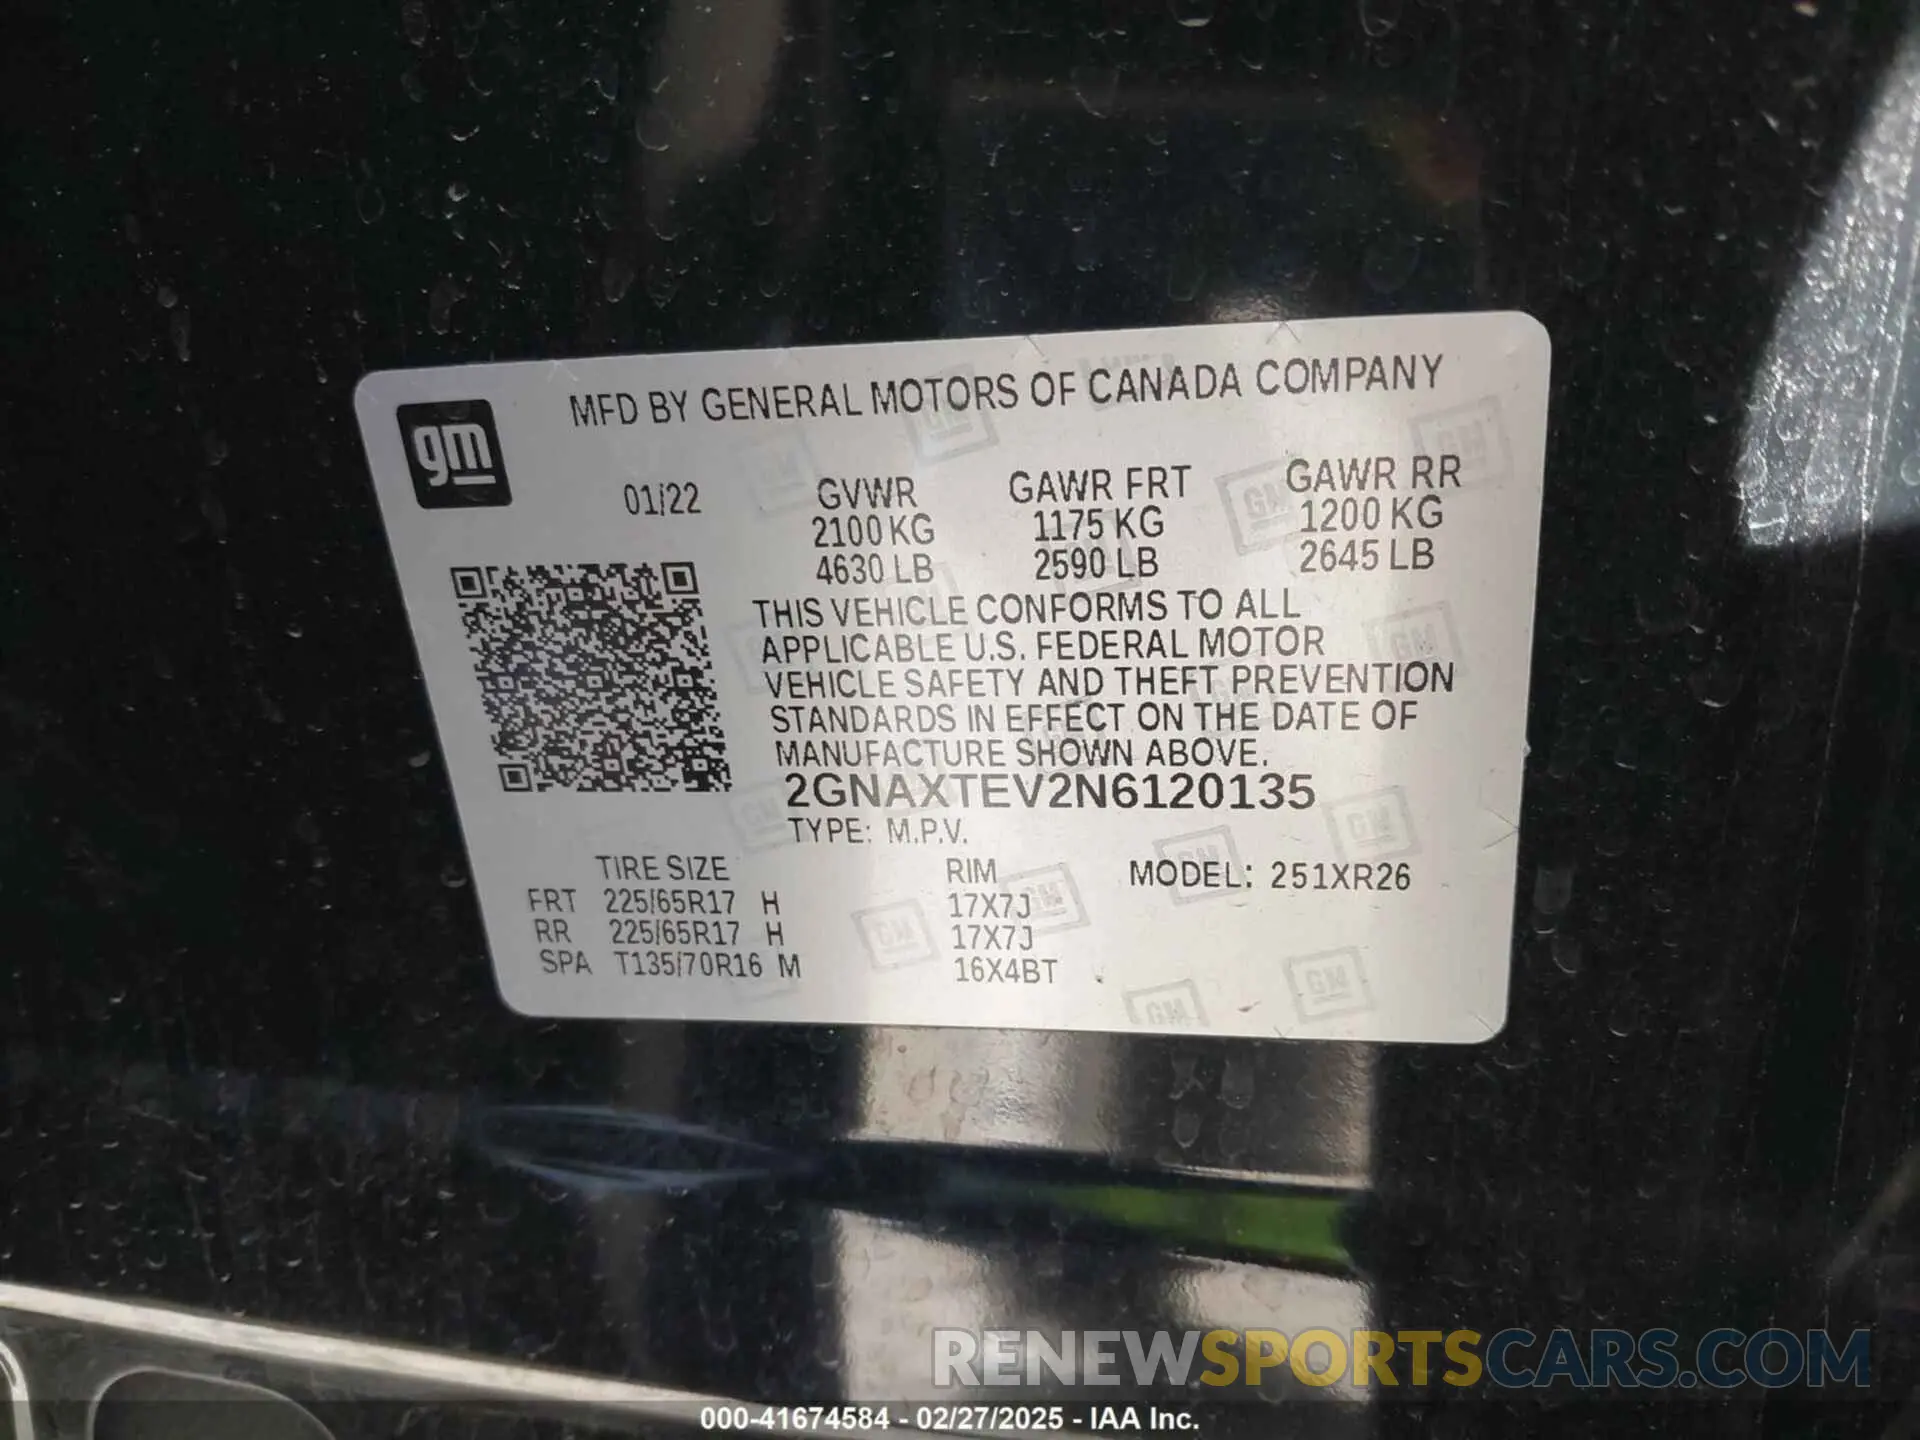 gm
MFD BY GENERAL MOTORS OF CANADA COMPANY
01/22 GVWR GAWR FRT GAWR RR
2100 KG 1175 KG 1200 KG
4630 LB 2590 LB 2645 LB
THIS VEHICLE CONFORMS TO ALL
APPLICABLE U.S. FEDERAL MOTOR
VEHICLE SAFETY AND THEFT PREVENTION
STANDARDS IN EFFECT ON THE DATE OF
MANUFACTURE SHOWN ABOVE.
2GNAXTEV2N6120135
TYPE: M.P.V.
TIRE SIZE RIM MODEL: 251XR26
FRT 225/65R17 H 17X7J
RR 225/65R17 H 17X7J
SPA T135/70R16 M 16X4BT
RENEWSPORTSCARS.COM
000-41674584 - 02/27/2025 - IAA Inc.